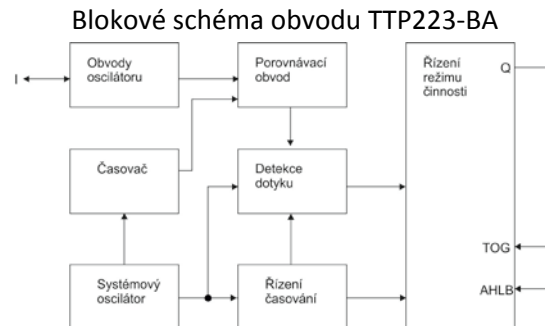 Blokové schéma obvodu TTP223-BA
I
Obvody
oscilátoru
Porovnávací
obvod
Řízení
režimu
činnosti
Q
Časovač
Detekce
dotyku
TOG
Systémový
oscilátor
Řízení
časování
AHLB